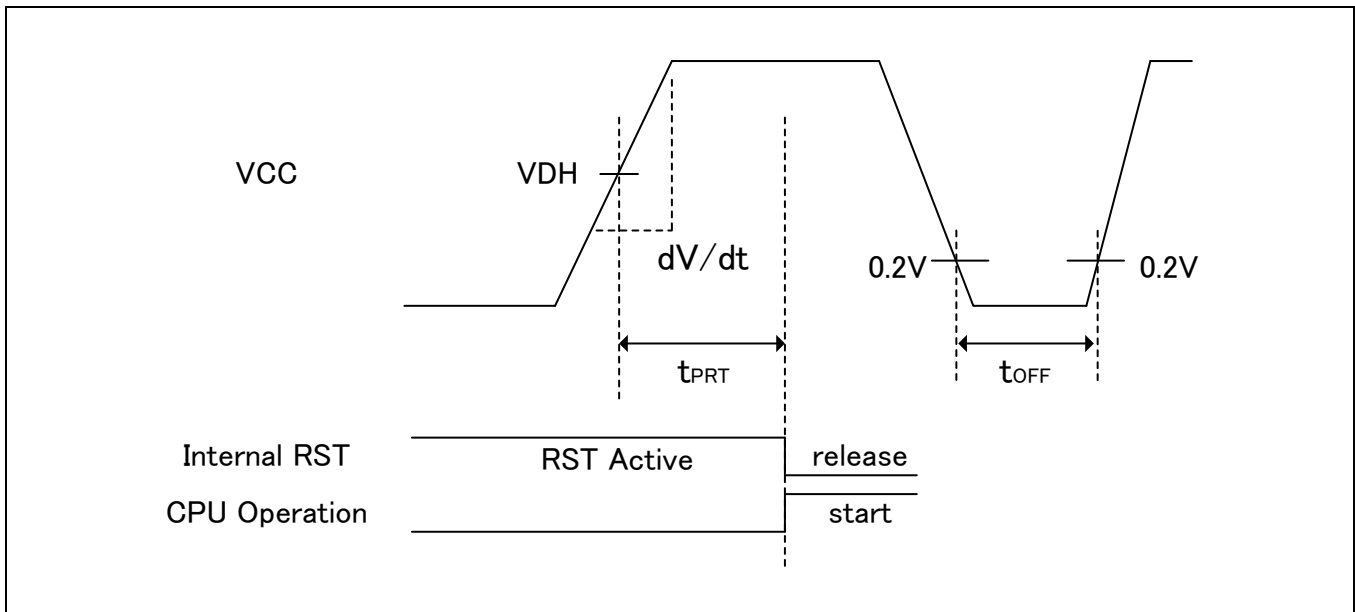 VCC
VDH
dV/dt
0.2V
0.2V
tPRT
tOFF
Internal RST
RST Active
release
CPU Operation
start